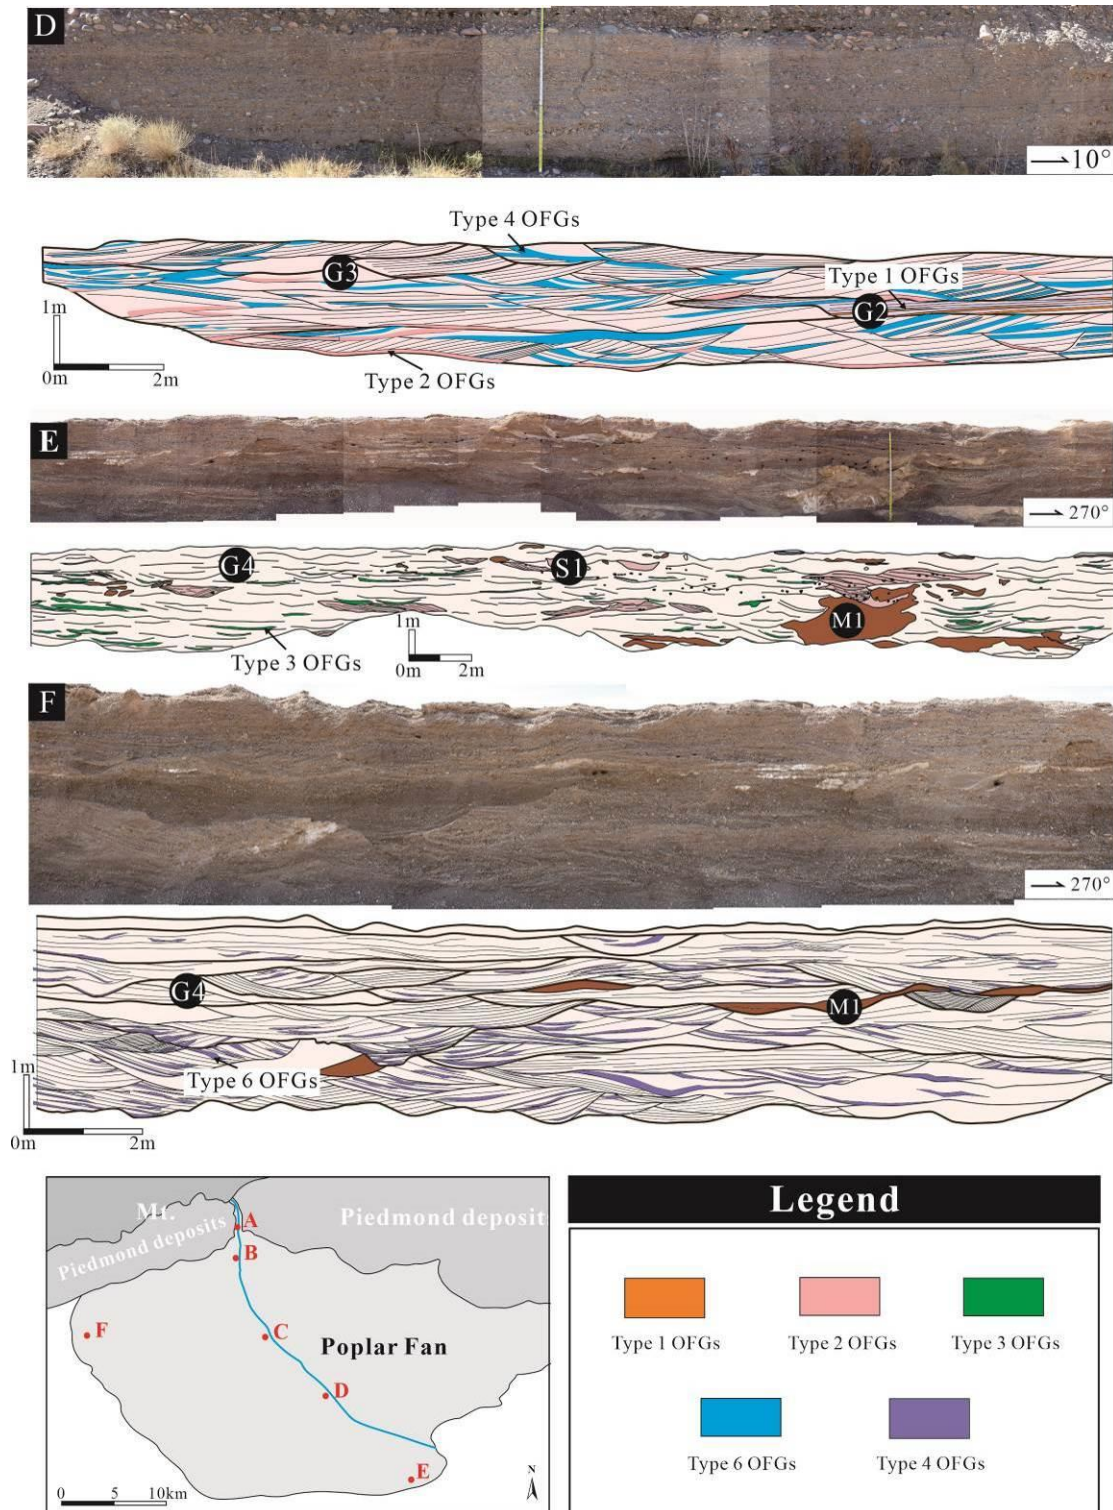 D
10°
Type 4 OFGs
G3
Type 1 OFGs
G2
1m
0m 2m
Type 2 OFGs
E
270°
G4
S1
M1
1m
0m 2m
Type 3 OFGs
F
270°
G4
M1
Type 6 OFGs
1m
0m 2m
Mt.
Piedmond deposits
Piedmond deposits
A
B
F
C
Poplar Fan
D
E
N
0 5 10km
Legend
Type 1 OFGs
Type 2 OFGs
Type 3 OFGs
Type 6 OFGs
Type 4 OFGs